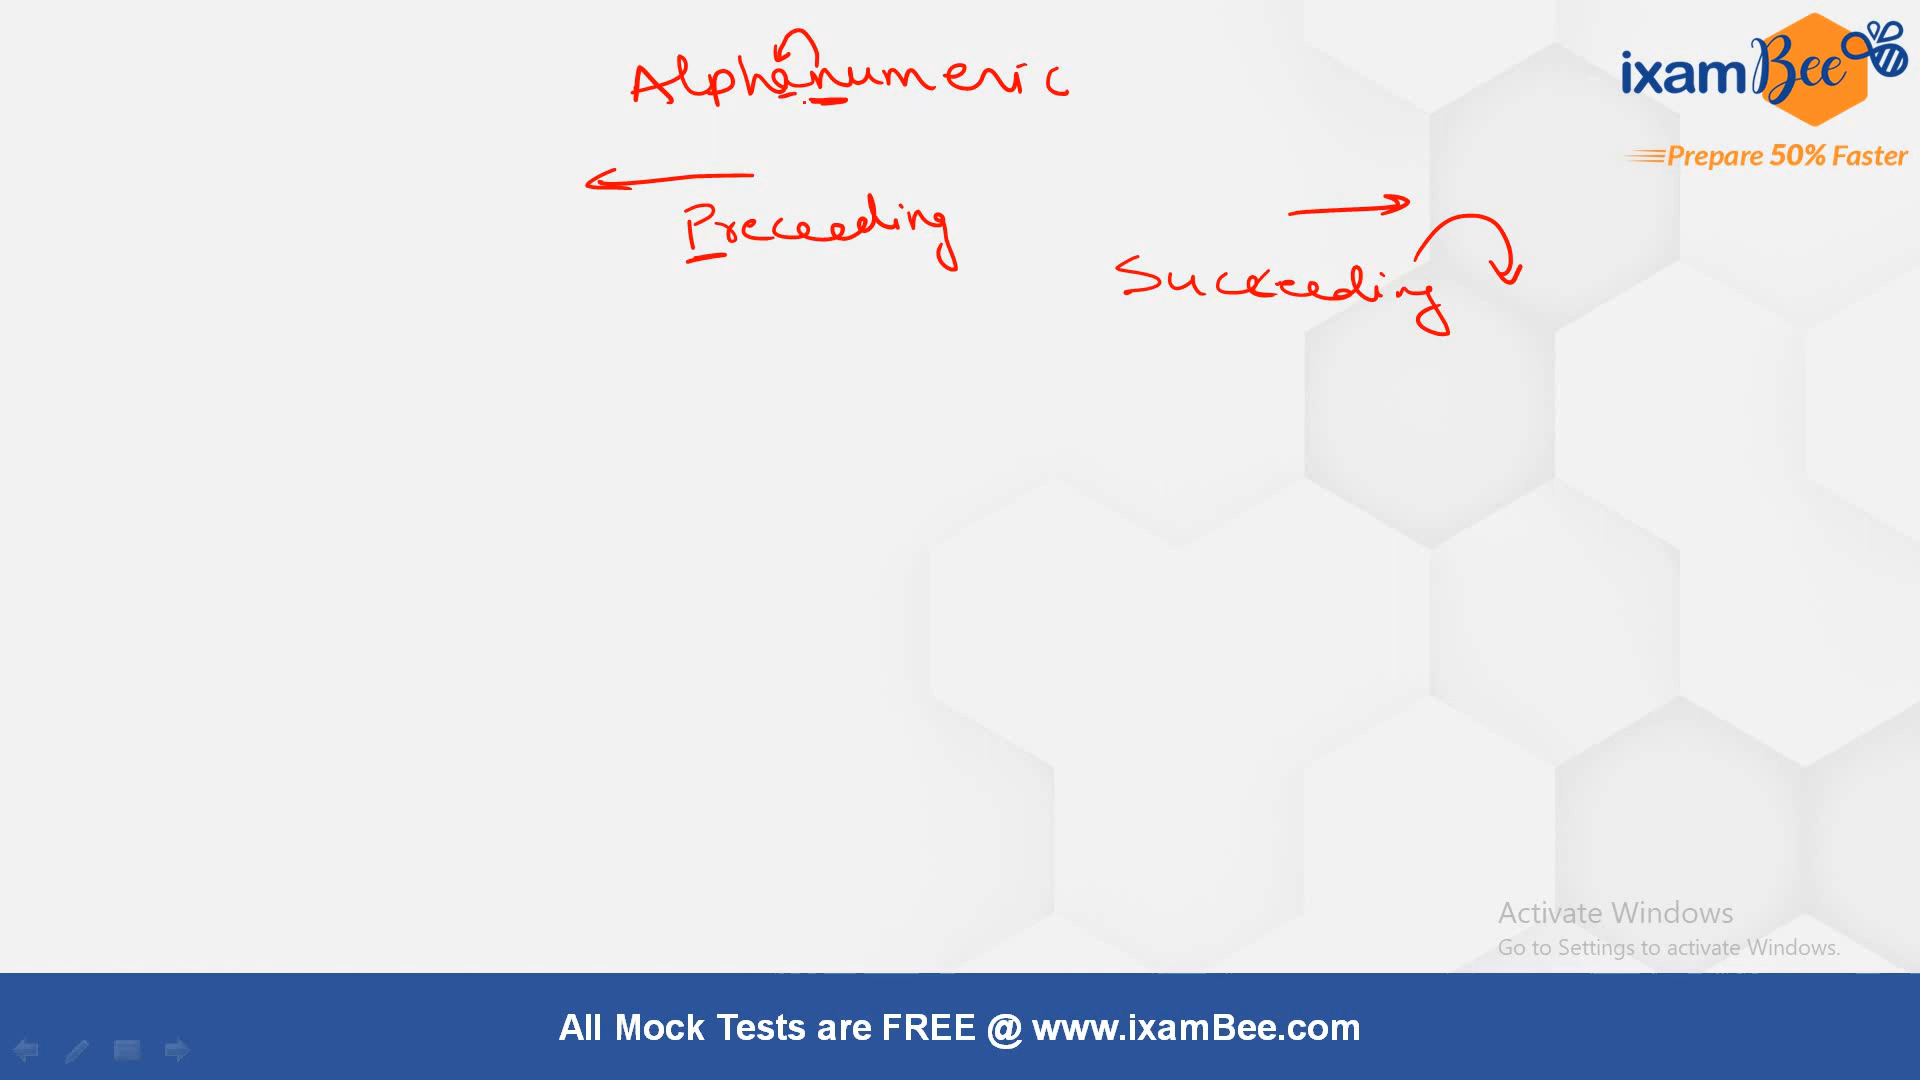 Alphanumeric
ixamBee
Prepare 50% Faster
Preceeding
Succeeding
Activate Windows
Go to Settings to activate Windows.
All Mock Tests are FREE @ www.ixamBee.com